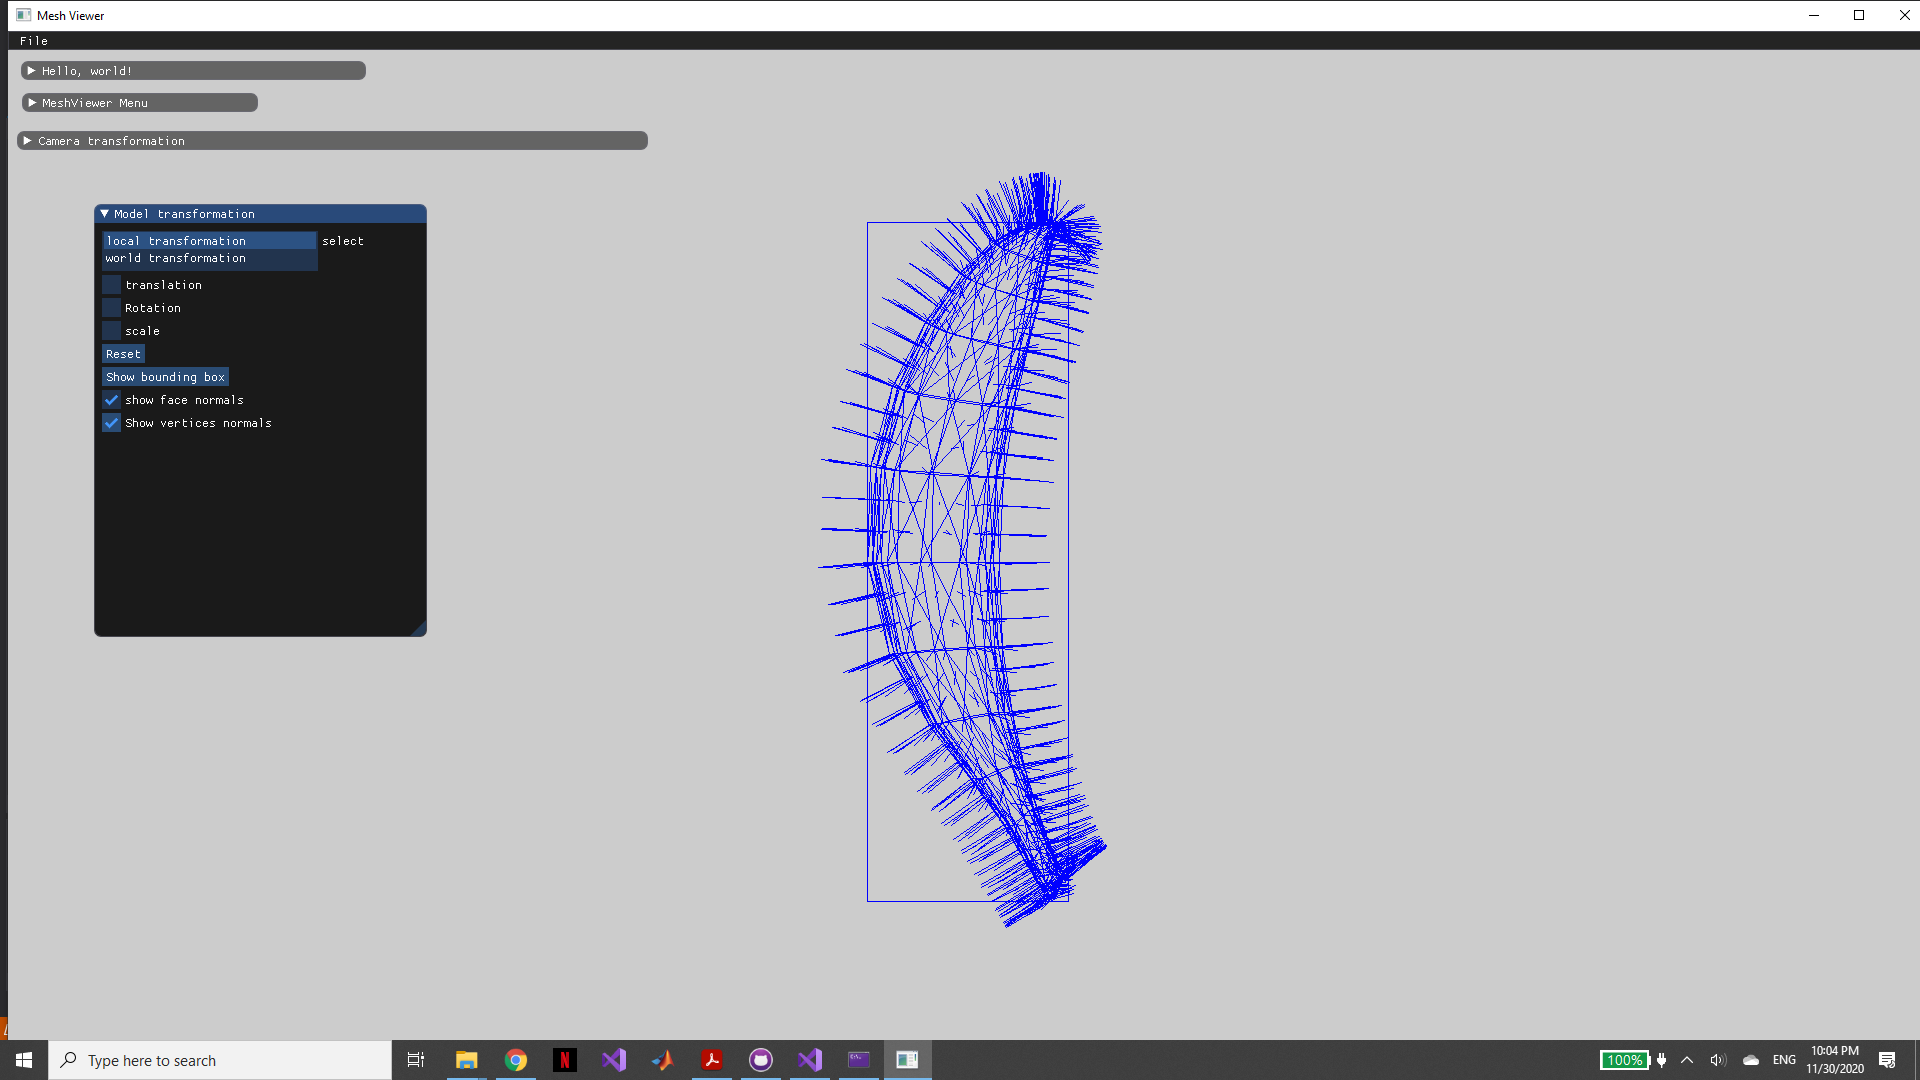 Mesh Viewer
File
Hello, world!
MeshViewer Menu
Camera transformation
Model transformation
local transformation select
world transformation
translation
Rotation
scale
Reset
Show bounding box
show face normals
Show vertices normals
Type here to search
N
100%
ENG
10:04 PM
11/30/2020